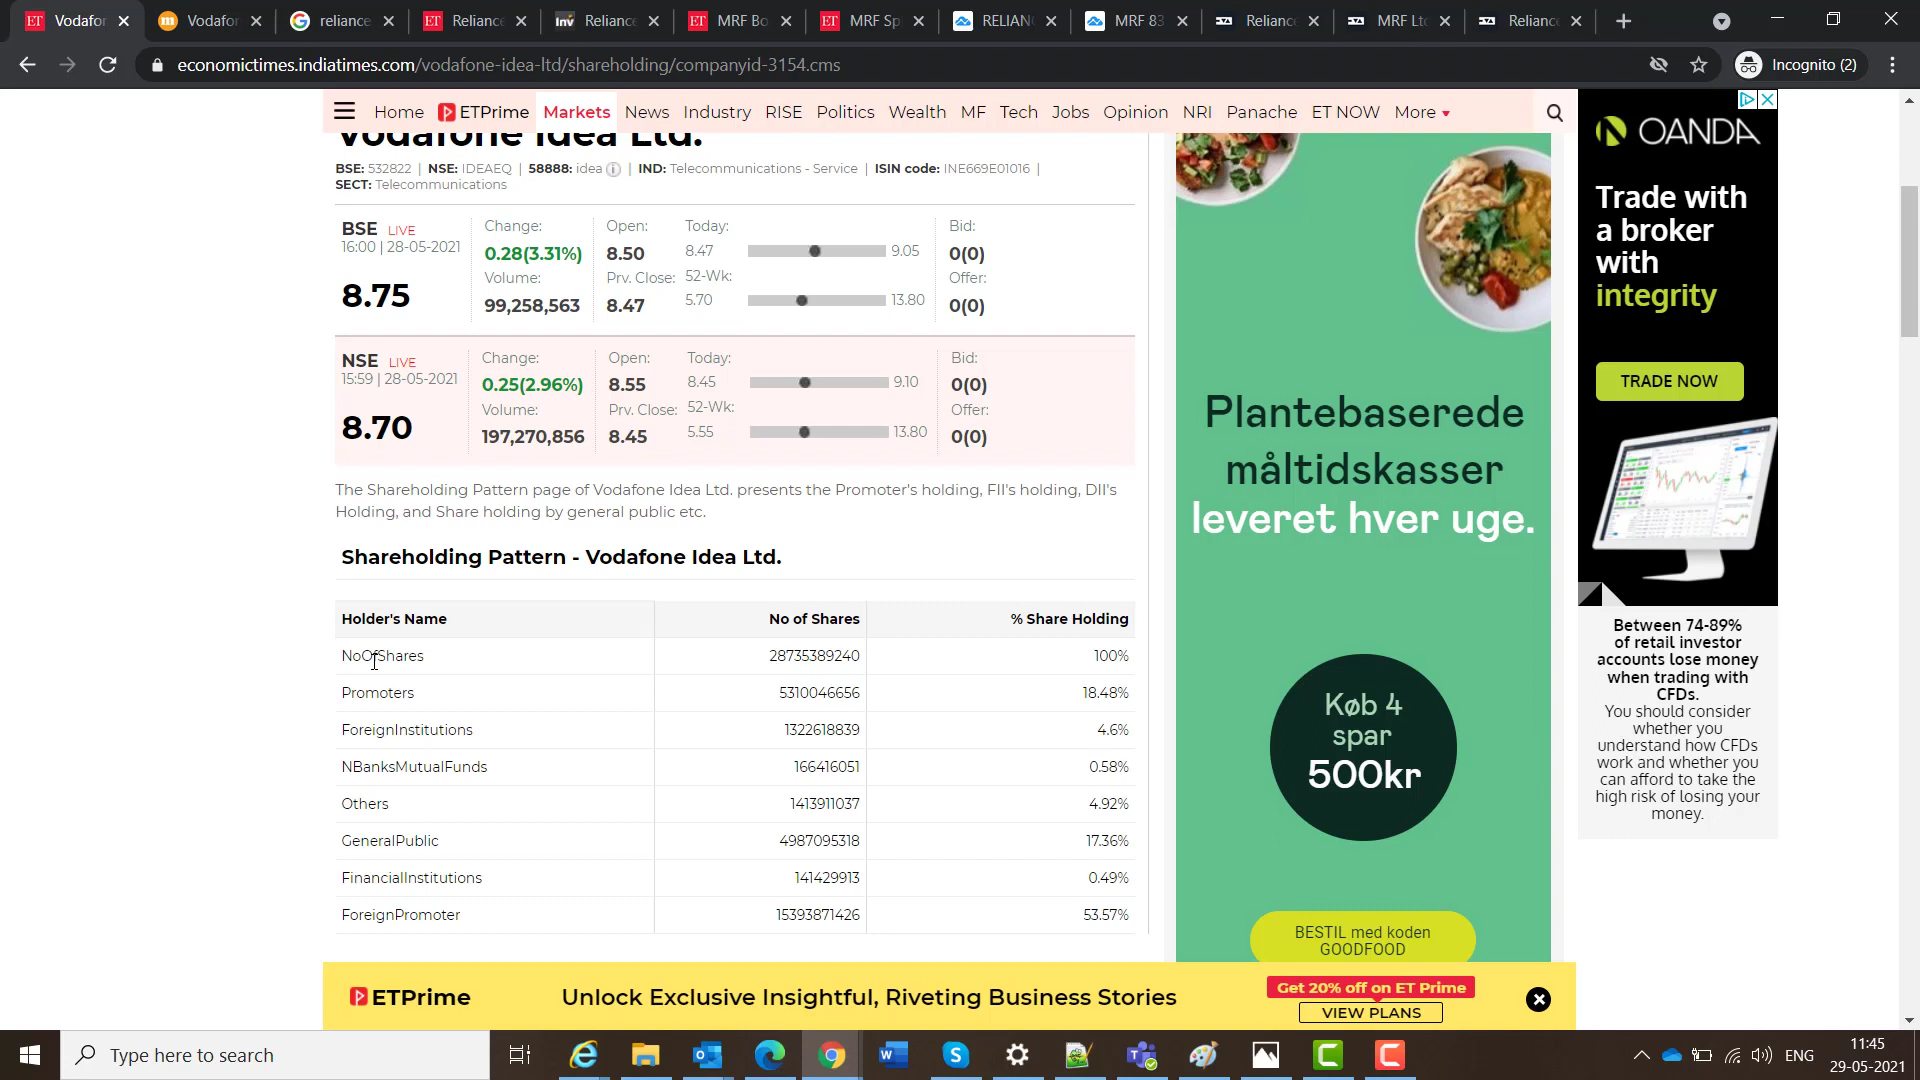 Vodafor
Vodafo
reliance
Reliance
Reliance
MRF Bo
MRF Sp
RELIAN
MRF 83
Reliance
MRF Ltd
Reliance
economictimes.indiatimes.com/vodafone-idea-ltd/shareholding/companyid-3154.cms
Incognito (2)
Home ETPrime Markets News Industry RISE Politics Wealth MF Tech Jobs Opinion NRI Panache ET NOW More
Vodafone Idea Ltd.
BSE: 532822 | NSE: IDEAEQ | 58888: idea | IND: Telecommunications - Service | ISIN code: INE669E01016 |
SECT: Telecommunications
BSE LIVE
16:00 | 28-05-2021
8.75
Change:
0.28(3.31%)
Volume:
99,258,563
Open:
8.50
Prv. Close:
8.47
Today:
8.47 9.05
52-Wk:
5.70 13.80
Bid:
0(0)
Offer:
0(0)
NSE LIVE
15:59 | 28-05-2021
8.70
Change:
0.25(2.96%)
Volume:
197,270,856
Open:
8.55
Prv. Close:
8.45
Today:
8.45 9.10
52-Wk:
5.55 13.80
Bid:
0(0)
Offer:
0(0)
The Shareholding Pattern page of Vodafone Idea Ltd. presents the Promoter's holding, FII's holding, DII's
Holding, and Share holding by general public etc.
Shareholding Pattern - Vodafone Idea Ltd.
Holder's Name No of Shares % Share Holding
NoOfShares 28735389240 100%
Promoters 5310046656 18.48%
ForeignInstitutions 1322618839 4.6%
NBanksMutualFunds 166416051 0.58%
Others 1413911037 4.92%
GeneralPublic 4987095318 17.36%
FinancialInstitutions 141429913 0.49%
ForeignPromoter 15393871426 53.57%
Plantebaserede
måltidskasser
leveret hver uge.
Køb 4
spar
500kr
BESTIL med koden
GOODFOOD
OANDA
Trade with
a broker
with
integrity
TRADE NOW
Between 74-89%
of retail investor
accounts lose money
when trading with
CFDs.
You should consider
whether you
understand how CFDs
work and whether you
can afford to take the
high risk of losing your
money.
ETPrime
Unlock Exclusive Insightful, Riveting Business Stories
Get 20% off on ET Prime
VIEW PLANS
Type here to search
ENG
11:45
29-05-2021